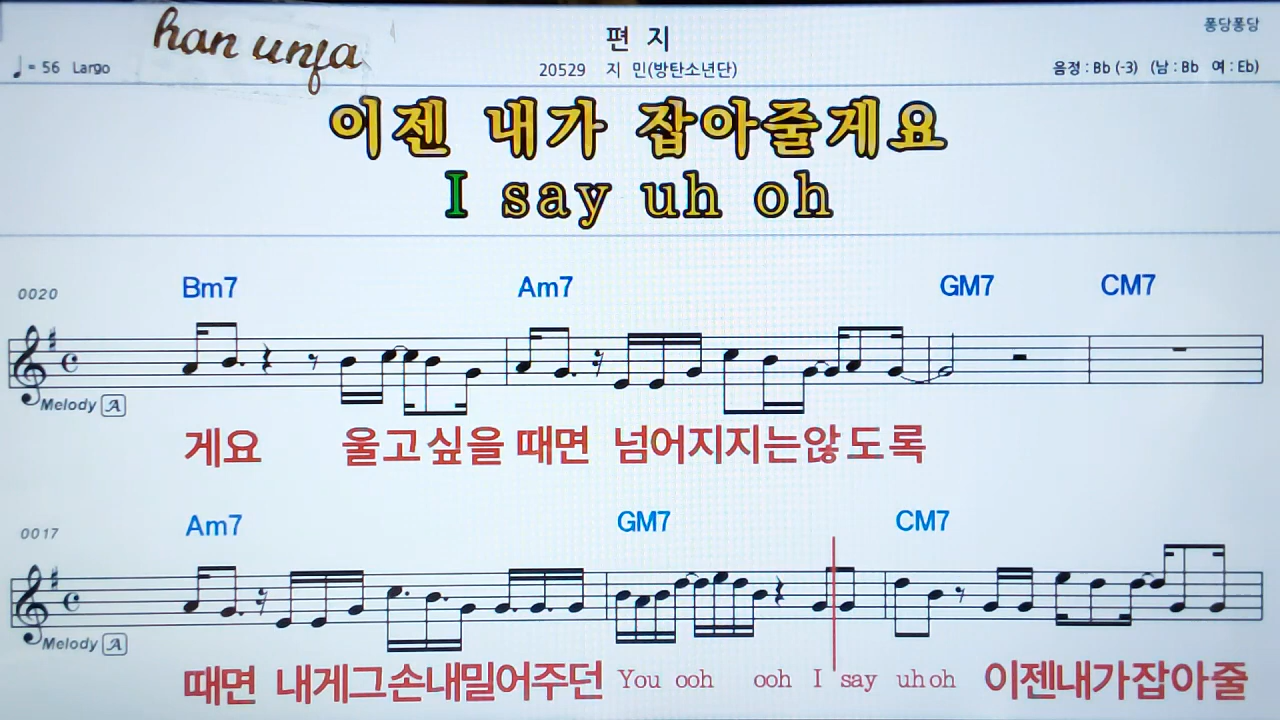 han unja
편 지
퐁당퐁당
♩= 56 Largo
20529 지 민(방탄소년단)
음정 : Bb (-3) (남 : Bb 여 : Eb)
이젠 내가 잡아줄게요
I say uh oh
0020 Bm7 Am7 GM7 CM7
Melody A
게요 울고싶을 때면 넘어지지는않도록
0017 Am7 GM7 CM7
Melody A
때면 내게그손내밀어주던 You ooh ooh I say uh oh 이젠내가잡아줄